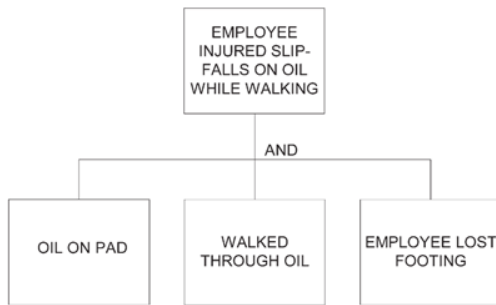 EMPLOYEE
INJURED SLIP-
FALLS ON OIL
WHILE WALKING
AND
OIL ON PAD
WALKED
THROUGH OIL
EMPLOYEE LOST
FOOTING